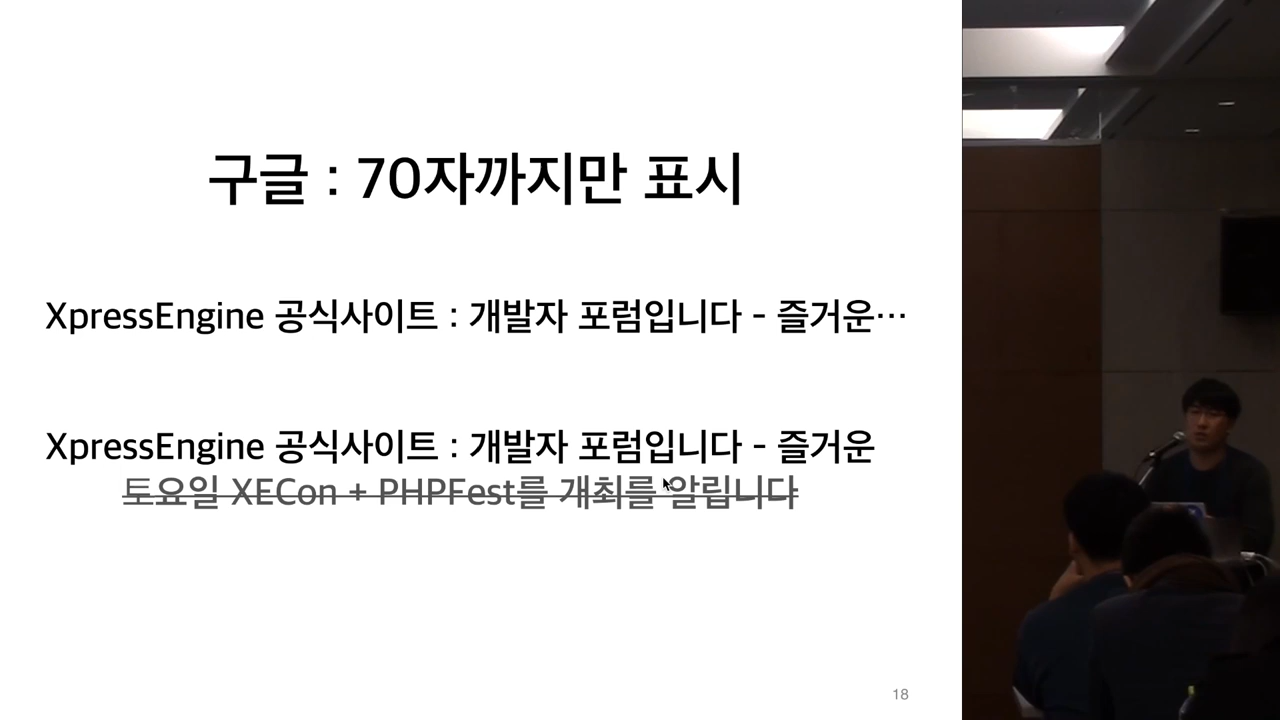 구글 : 70자까지만 표시
XpressEngine 공식사이트 : 개발자 포럼입니다 - 즐거운…
XpressEngine 공식사이트 : 개발자 포럼입니다 - 즐거운
토요일 XECon + PHPFest를 개최를 알립니다
18